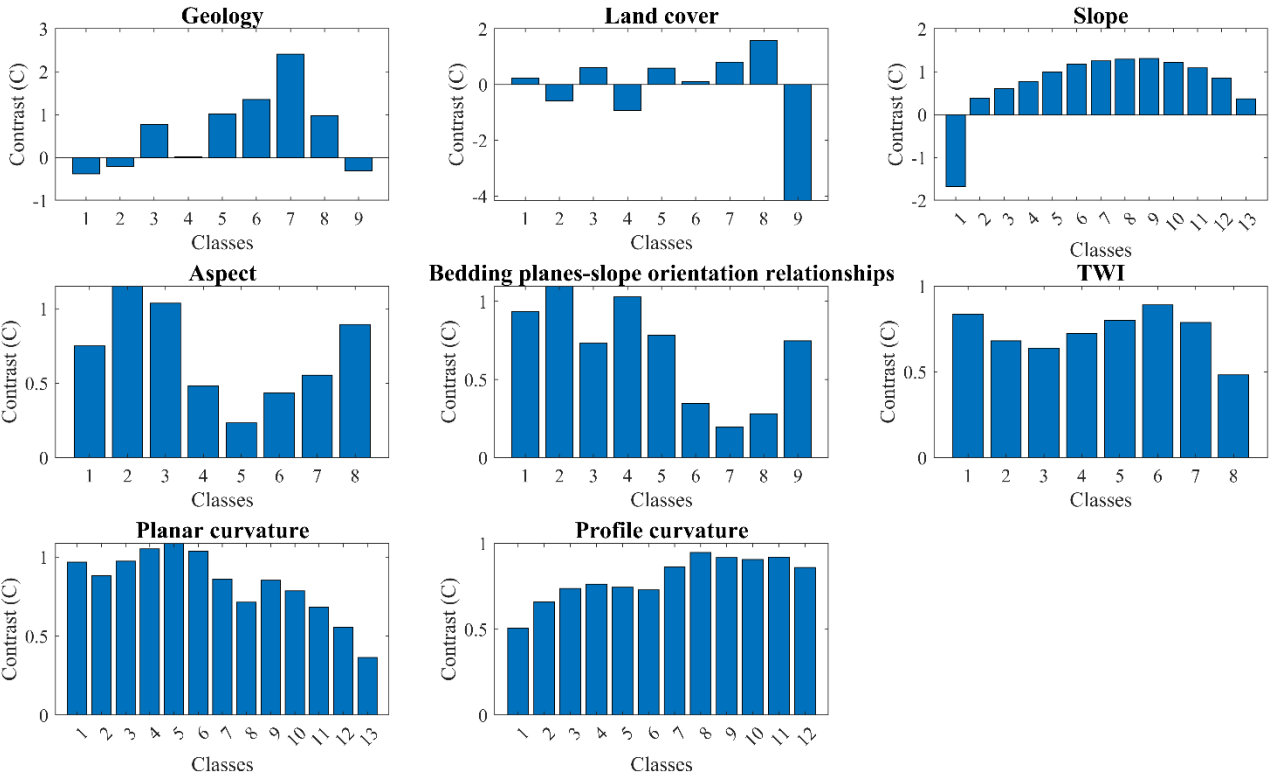 Geology
3
2
1
0
-1
Contrast (C)
1 2 3 4 5 6 7 8 9
Classes
Land cover
2
0
-2
-4
Contrast (C)
1 2 3 4 5 6 7 8 9
Classes
Slope
2
1
0
-1
-2
Contrast (C)
1 2 3 4 5 6 7 8 9 10 11 12 13
Classes
Aspect
1
0.5
0
Contrast (C)
1 2 3 4 5 6 7 8
Classes
Bedding planes-slope orientation relationships
1
0.5
0
Contrast (C)
1 2 3 4 5 6 7 8 9
Classes
TWI
1
0.5
0
Contrast (C)
1 2 3 4 5 6 7 8
Classes
Planar curvature
1
0.5
0
Contrast (C)
1 2 3 4 5 6 7 8 9 10 11 12 13
Classes
Profile curvature
1
0.5
0
Contrast (C)
1 2 3 4 5 6 7 8 9 10 11 12
Classes